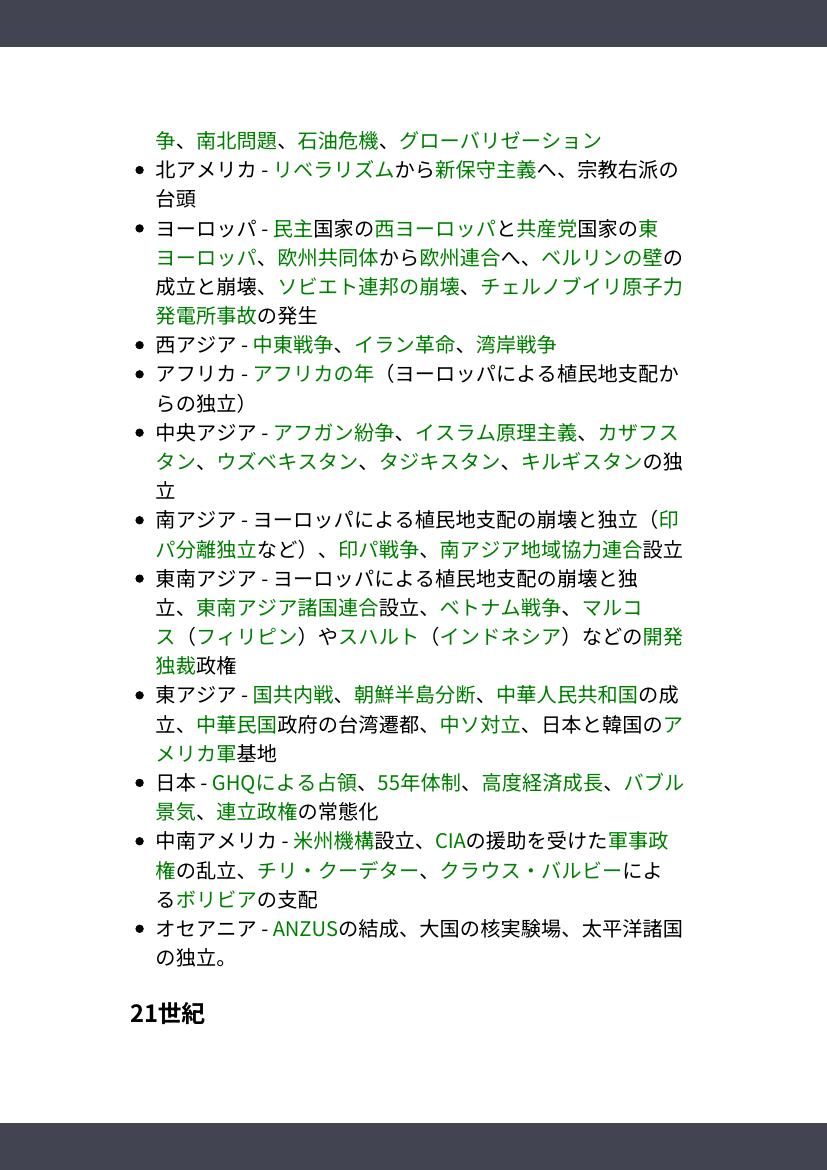 争、南北問題、石油危機、グローバリゼーション
• 北アメリカ - リベラリズムから新保守主義へ、宗教右派の
台頭
• ヨーロッパ - 民主国家の西ヨーロッパと共産党国家の東
ヨーロッパ、欧州共同体から欧州連合へ、ベルリンの壁の
成立と崩壊、ソビエト連邦の崩壊、チェルノブイリ原子力
発電所事故の発生
• 西アジア - 中東戦争、イラン革命、湾岸戦争
• アフリカ - アフリカの年（ヨーロッパによる植民地支配か
らの独立）
• 中央アジア - アフガン紛争、イスラム原理主義、カザフス
タン、ウズベキスタン、タジキスタン、キルギスタンの独
立
• 南アジア - ヨーロッパによる植民地支配の崩壊と独立（印
パ分離独立など）、印パ戦争、南アジア地域協力連合設立
• 東南アジア - ヨーロッパによる植民地支配の崩壊と独
立、東南アジア諸国連合設立、ベトナム戦争、マルコ
ス（フィリピン）やスハルト（インドネシア）などの開発
独裁政権
• 東アジア - 国共内戦、朝鮮半島分断、中華人民共和国の成
立、中華民国政府の台湾遷都、中ソ対立、日本と韓国のア
メリカ軍基地
• 日本 - GHQによる占領、55年体制、高度経済成長、バブル
景気、連立政権の常態化
• 中南アメリカ - 米州機構設立、CIAの援助を受けた軍事政
権の乱立、チリ・クーデター、クラウス・バルビーによ
るボリビアの支配
• オセアニア - ANZUSの結成、大国の核実験場、太平洋諸国
の独立。
21世紀